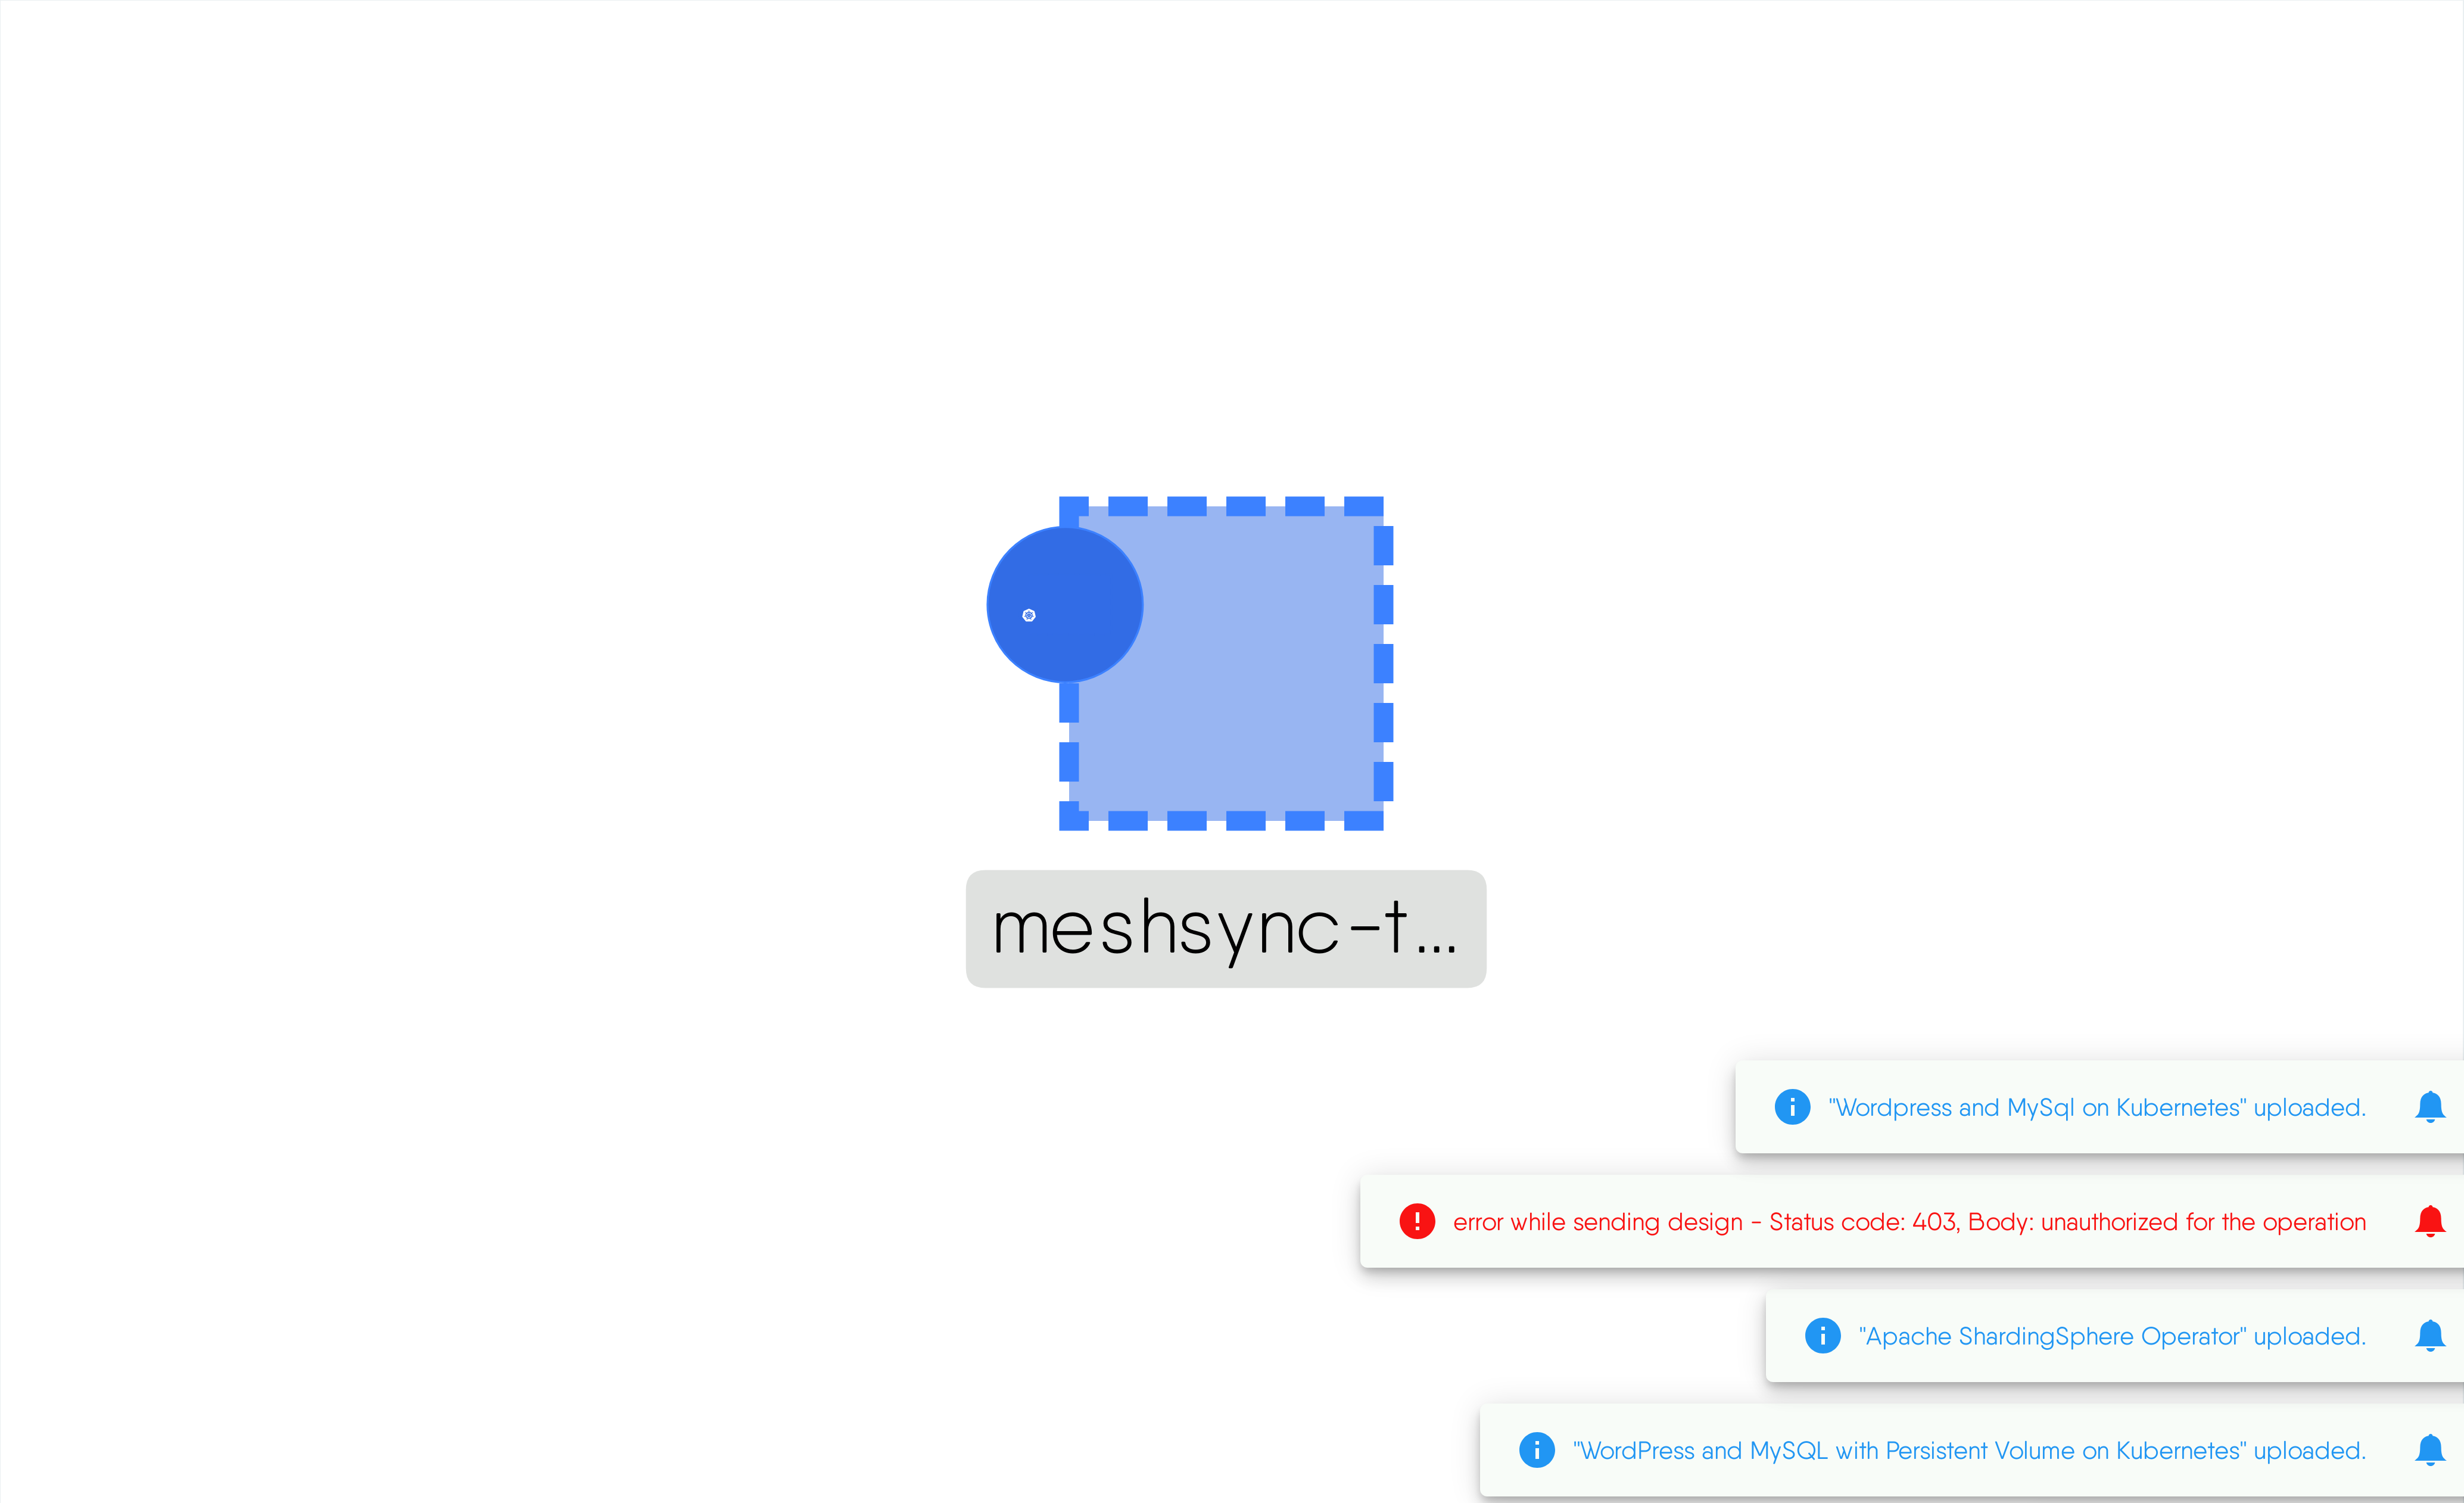 meshsync-t...
"Wordpress and MySql on Kubernetes" uploaded.
error while sending design - Status code: 403, Body: unauthorized for the operation
"Apache ShardingSphere Operator" uploaded.
"WordPress and MySQL with Persistent Volume on Kubernetes" uploaded.